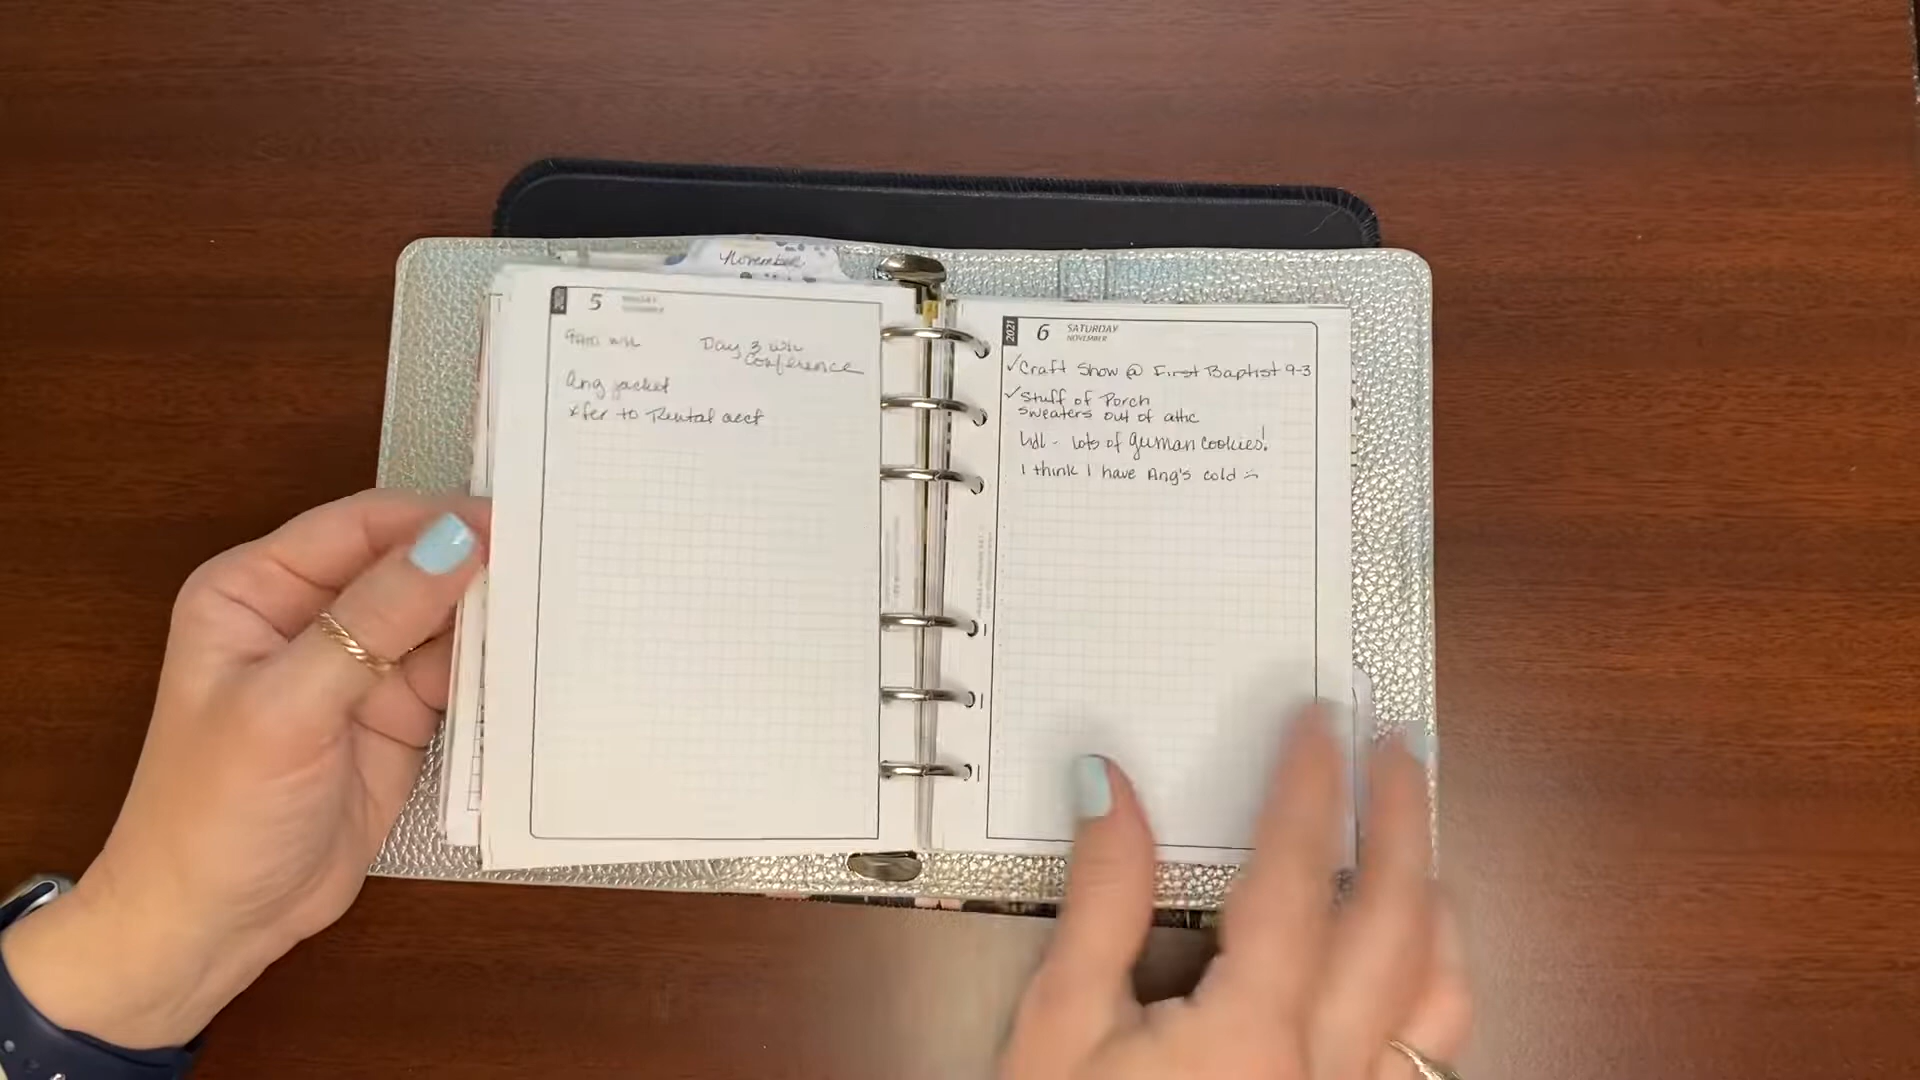 November
5
Day 3 WIL
Conference
Ang jacket
xfer to Rental acct
2021
6
SATURDAY
NOVEMBER
✓Craft Show @ First Baptist 9-3
✓Stuff of Porch
sweaters out of attic
Lidl - lots of german cookies!
I think I have Ang's cold :(